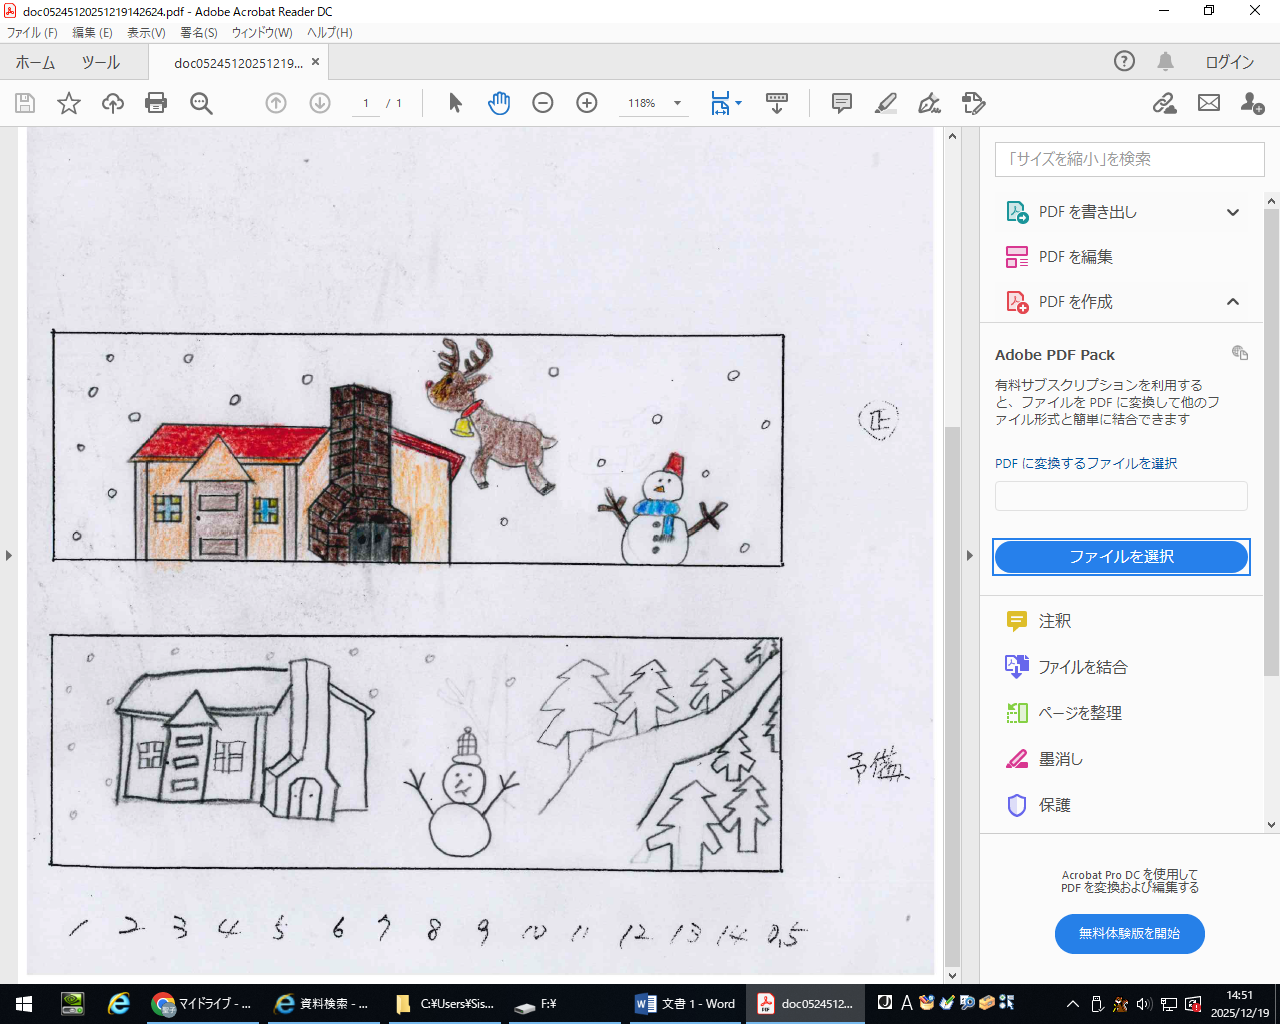 doc05245120251219142624.pdf - Adobe Acrobat Reader DC
ファイル(F) 編集(E) 表示(V) 署名(S) ウィンドウ(W) ヘルプ(H)
ホーム ツール doc05245120251219... × ログイン
1 / 1 118%
「サイズを縮小」を検索
PDF を書き出し
PDF を編集
PDF を作成
Adobe PDF Pack
有料サブスクリプションを利用する
と、ファイルを PDF に変換して他のフ
ァイル形式と簡単に結合できます
PDF に変換するファイルを選択
ファイルを選択
注釈
ファイルを結合
ページを整理
墨消し
保護
Acrobat Pro DC を使用して
PDF を変換および編集する
無料体験版を開始
正
予備
1 2 3 4 5 6 7 8 9 10 11 12 13 14 0.5
マイドライブ - ... 資料検索 - ... C:¥Users¥Sis... F:¥ 文書 1 - Word doc0524512... A 14:51
2025/12/19